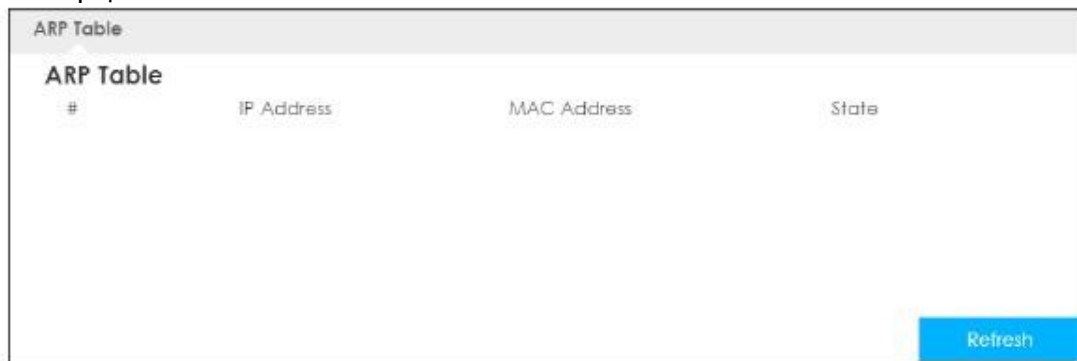 ARP Table
ARP Table
# IP Address MAC Address State
Refresh